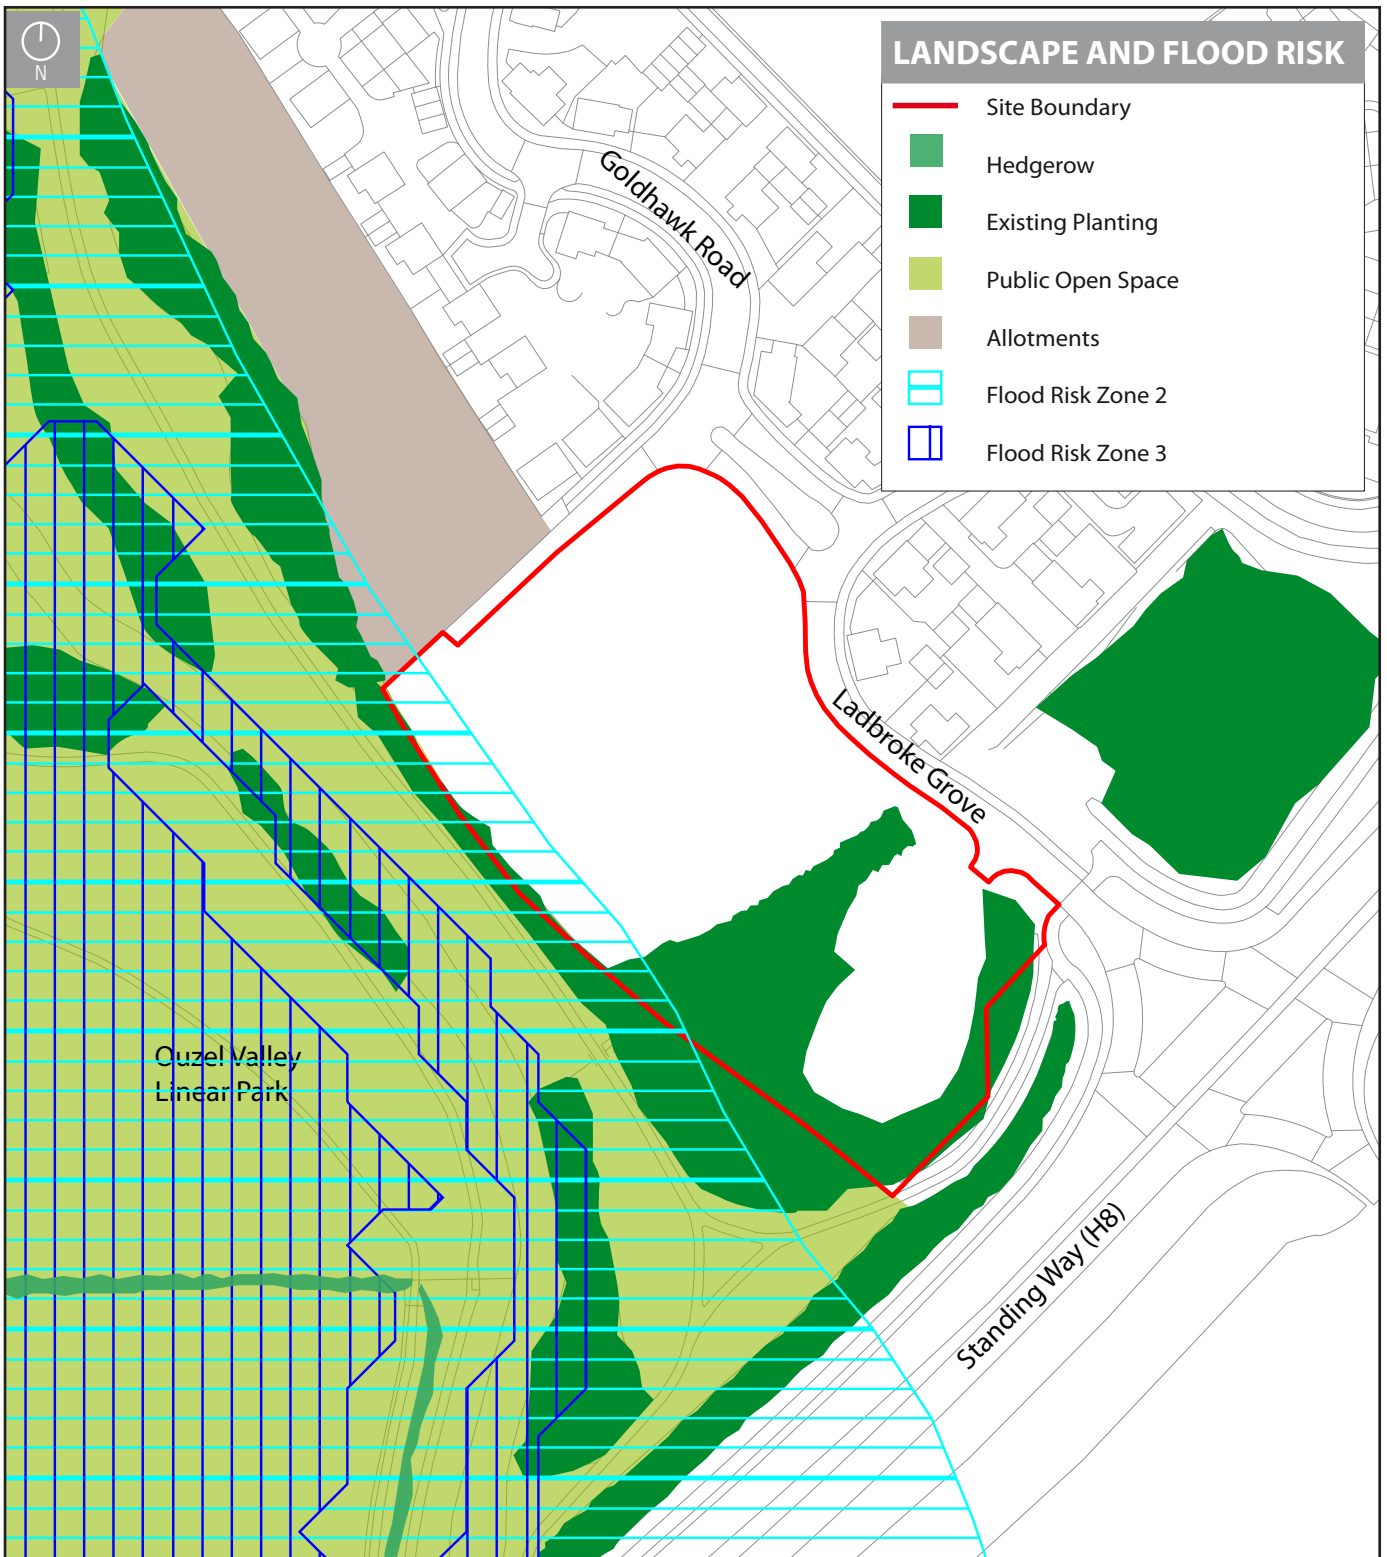 N
LANDSCAPE AND FLOOD RISK
Site Boundary
Hedgerow
Existing Planting
Public Open Space
Allotments
Flood Risk Zone 2
Flood Risk Zone 3
Goldhawk Road
Ladbroke Grove
Ouzel Valley
Linear Park
Standing Way (H8)